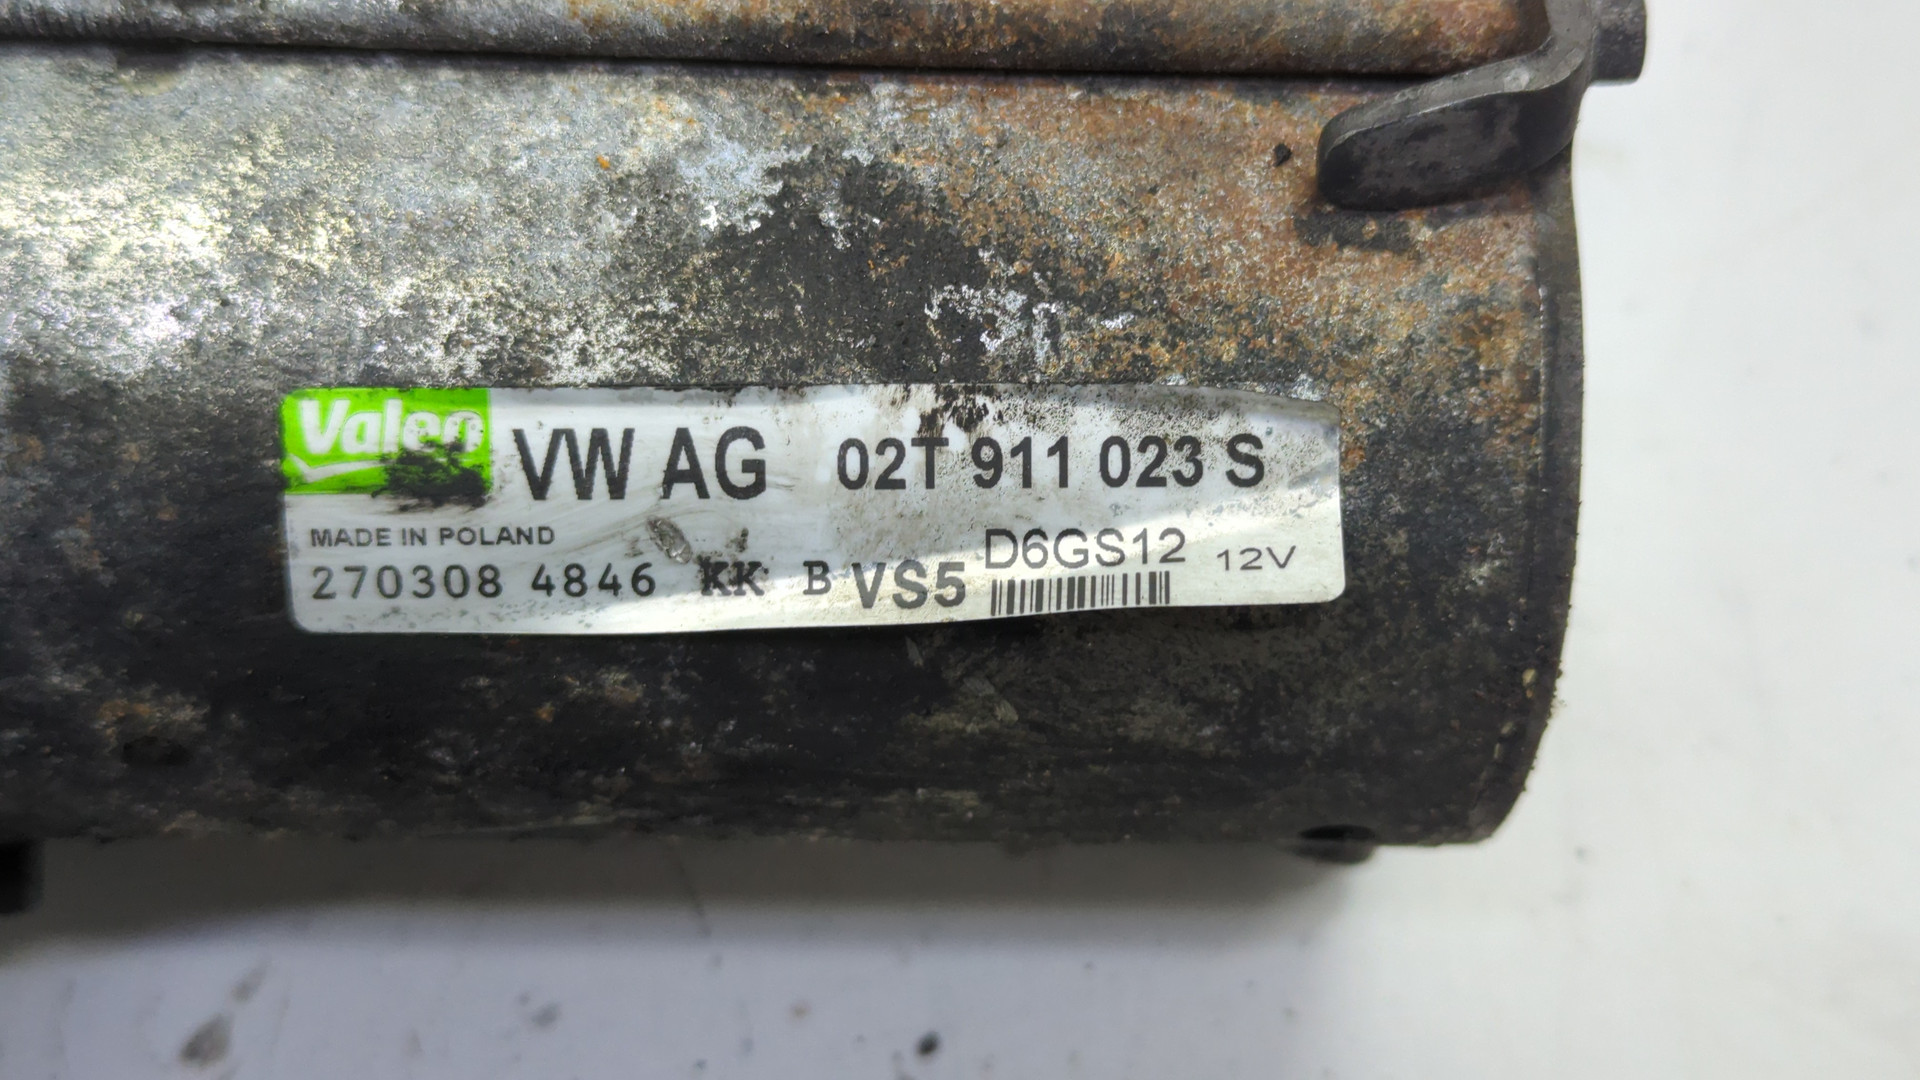 Valeo VW AG 02T 911 023 S
MADE IN POLAND D6GS12 12V
270308 4846 KK B VS5